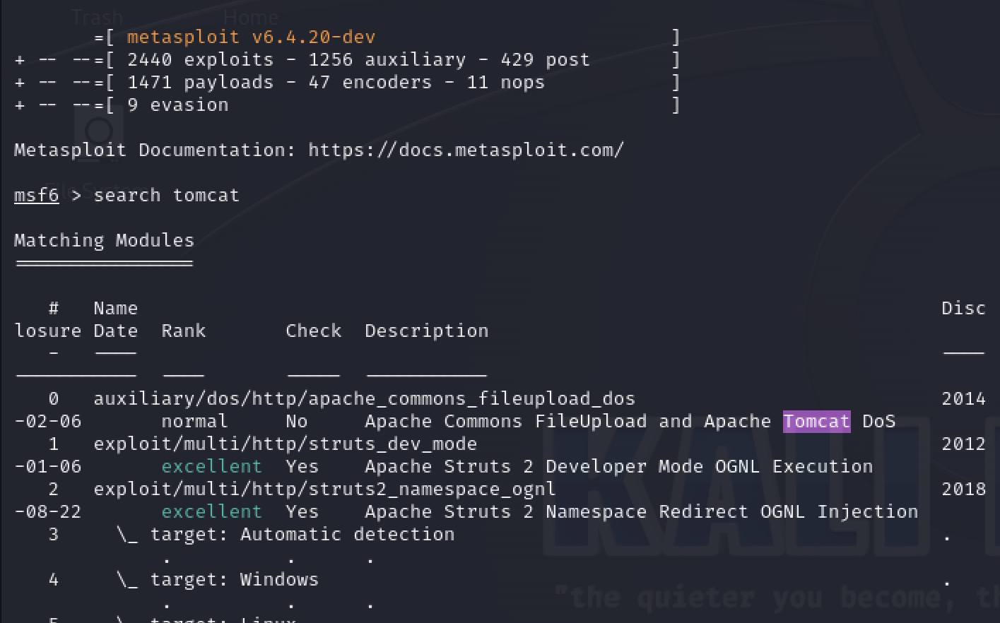 Trash Home
=[ metasploit v6.4.20-dev ]
+ -- --=[ 2440 exploits - 1256 auxiliary - 429 post ]
+ -- --=[ 1471 payloads - 47 encoders - 11 nops ]
+ -- --=[ 9 evasion ]
Metasploit Documentation: https://docs.metasploit.com/
File System
msf6 > search tomcat
Matching Modules
================
# Name Disc
losure Date Rank Check Description
- ---- ----
----------- ---- ----- -----------
0 auxiliary/dos/http/apache_commons_fileupload_dos 2014
-02-06 normal No Apache Commons FileUpload and Apache Tomcat DoS
1 exploit/multi/http/struts_dev_mode 2012
-01-06 excellent Yes Apache Struts 2 Developer Mode OGNL Execution
2 exploit/multi/http/struts2_namespace_ognl 2018
-08-22 excellent Yes Apache Struts 2 Namespace Redirect OGNL Injection
3 \_ target: Automatic detection .
. . .
4 \_ target: Windows .
. . .
5 \_ target: Linux
KALI
"the quieter you become, th